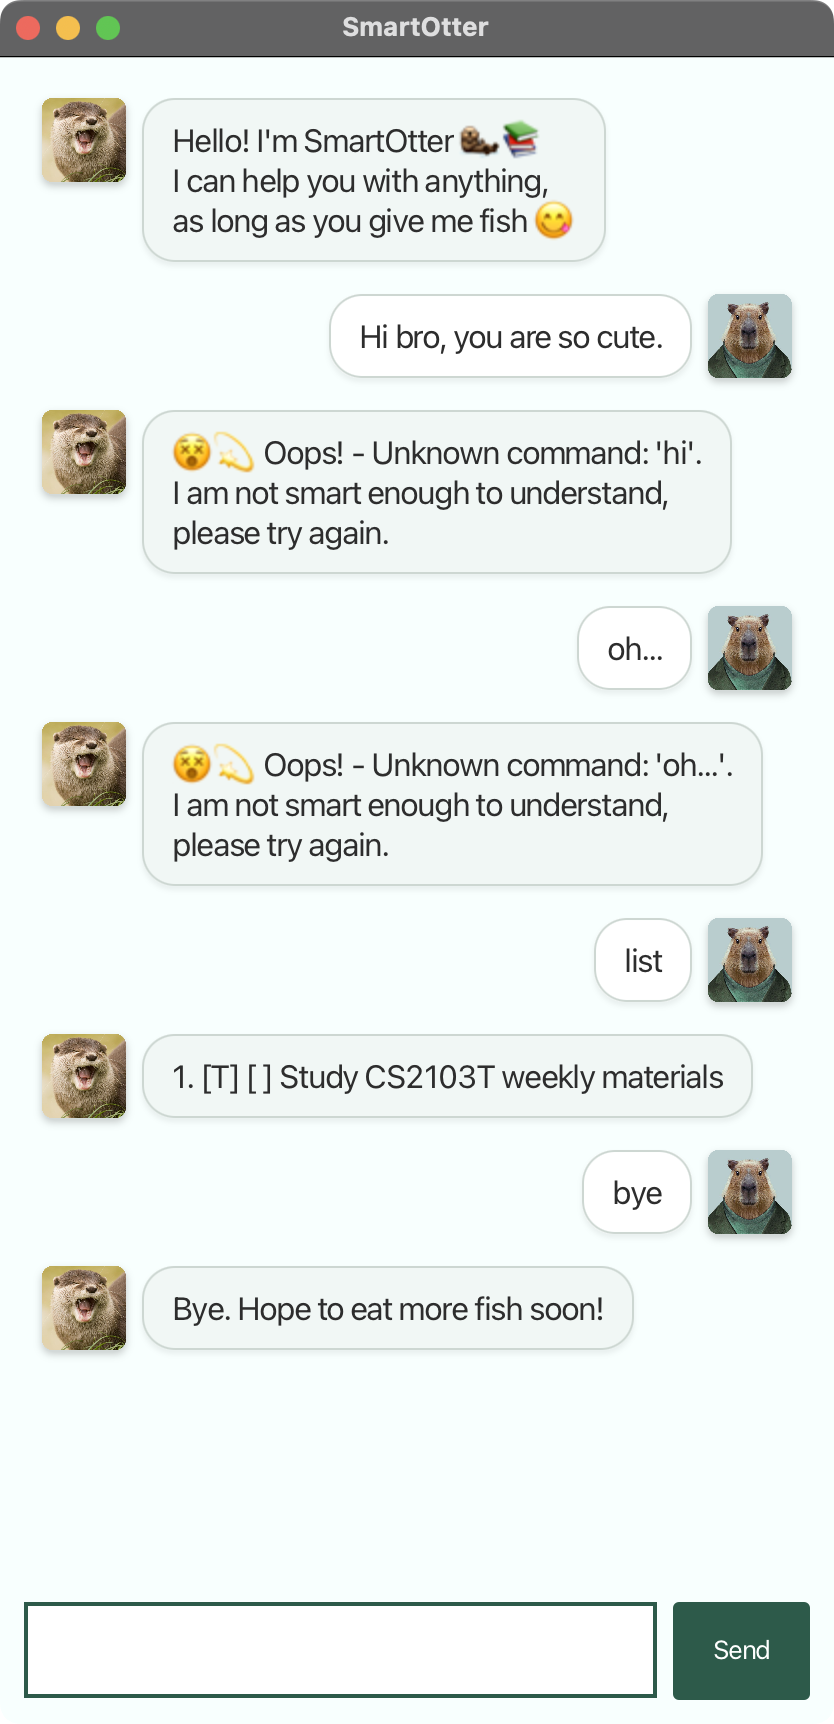 SmartOtter
Hello! I'm SmartOtter 🦦📚
I can help you with anything,
as long as you give me fish 😋
Hi bro, you are so cute.
😵💫 Oops! - Unknown command: 'hi'.
I am not smart enough to understand,
please try again.
oh...
😵💫 Oops! - Unknown command: 'oh...'.
I am not smart enough to understand,
please try again.
list
1. [T] [ ] Study CS2103T weekly materials
bye
Bye. Hope to eat more fish soon!
Send